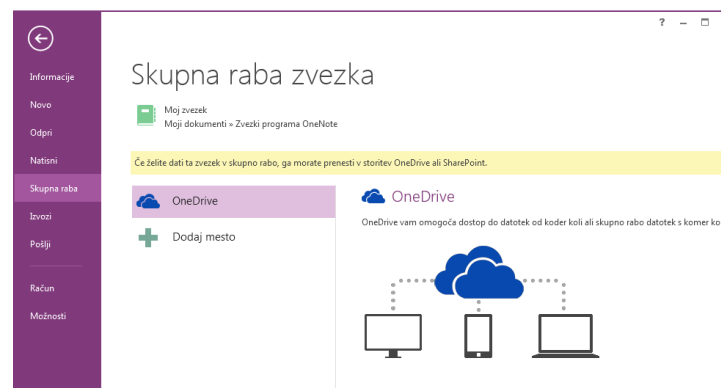 ?
Informacije
Novo
Odpri
Natisni
Skupna raba
Izvozi
Pošlji
Račun
Možnosti
Skupna raba zvezka
Moj zvezek
Moji dokumenti » Zvezki programa OneNote
Če želite dati ta zvezek v skupno rabo, ga morate prenesti v storitev OneDrive ali SharePoint.
OneDrive
Dodaj mesto
OneDrive
OneDrive vam omogoča dostop do datotek od koder koli ali skupno rabo datotek s komer